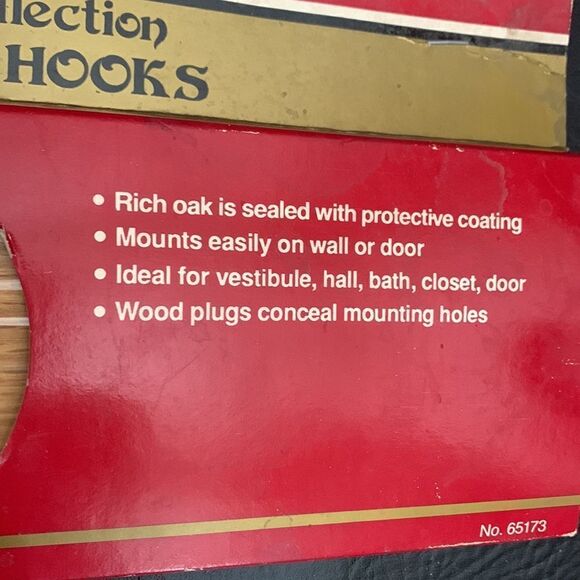 HOOKS
• Rich oak is sealed with protective coating
• Mounts easily on wall or door
• Ideal for vestibule, hall, bath, closet, door
• Wood plugs conceal mounting holes
No. 65173